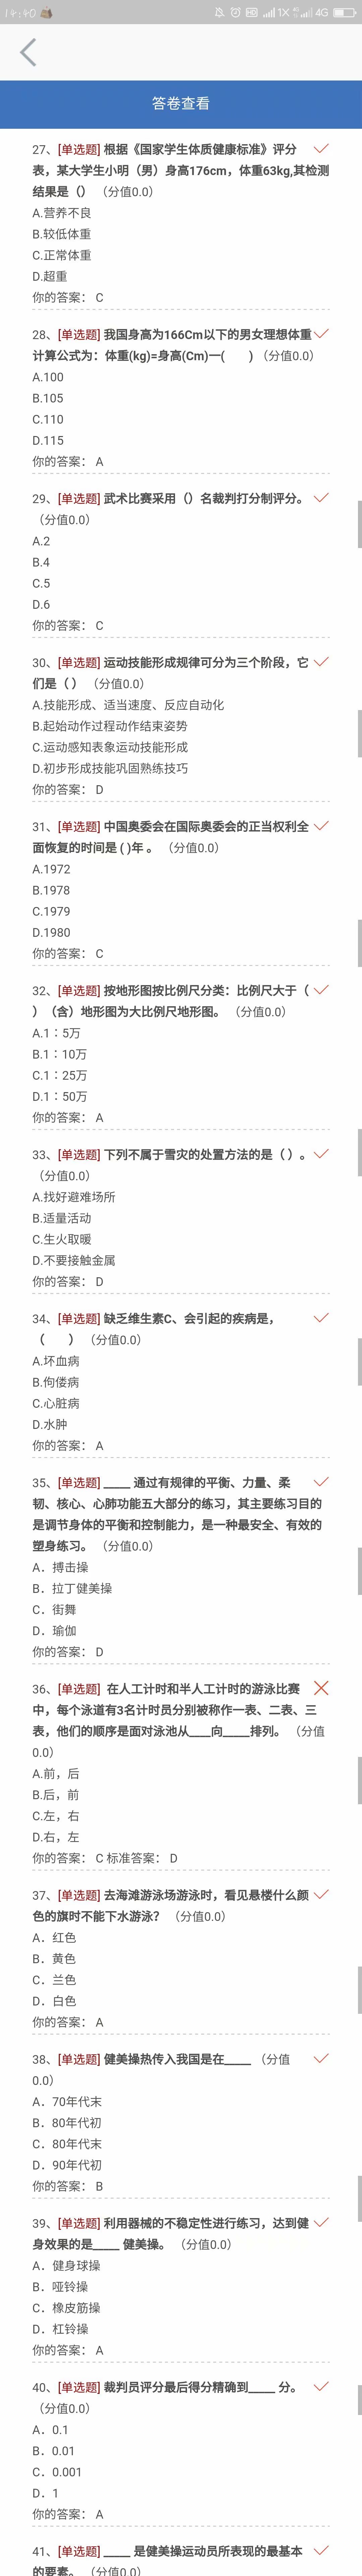 14:40
HD 1X 4G
答卷查看
27、[单选题] 根据《国家学生体质健康标准》评分
表，某大学生小明（男）身高176cm，体重63kg,其检测
结果是（）（分值0.0）
A.营养不良
B.较低体重
C.正常体重
D.超重
你的答案： C
28、[单选题] 我国身高为166Cm以下的男女理想体重
计算公式为：体重(kg)=身高(Cm)一( )（分值0.0）
A.100
B.105
C.110
D.115
你的答案： A
29、[单选题] 武术比赛采用（）名裁判打分制评分。
（分值0.0）
A.2
B.4
C.5
D.6
你的答案： C
30、[单选题] 运动技能形成规律可分为三个阶段，它
们是（ ）（分值0.0）
A.技能形成、适当速度、反应自动化
B.起始动作过程动作结束姿势
C.运动感知表象运动技能形成
D.初步形成技能巩固熟练技巧
你的答案： D
31、[单选题] 中国奥委会在国际奥委会的正当权利全
面恢复的时间是 ( )年 。（分值0.0）
A.1972
B.1978
C.1979
D.1980
你的答案： C
32、[单选题] 按地形图按比例尺分类：比例尺大于（
）（含）地形图为大比例尺地形图。（分值0.0）
A.1∶5万
B.1∶10万
C.1∶25万
D.1∶50万
你的答案： A
33、[单选题] 下列不属于雪灾的处置方法的是（ ）。
（分值0.0）
A.找好避难场所
B.适量活动
C.生火取暖
D.不要接触金属
你的答案： D
34、[单选题] 缺乏维生素C、会引起的疾病是，
（ ）（分值0.0）
A.坏血病
B.佝偻病
C.心脏病
D.水肿
你的答案： A
35、[单选题] ____ 通过有规律的平衡、力量、柔
韧、核心、心肺功能五大部分的练习，其主要练习目的
是调节身体的平衡和控制能力，是一种最安全、有效的
塑身练习。（分值0.0）
A．搏击操
B．拉丁健美操
C．街舞
D．瑜伽
你的答案： D
36、[单选题] 在人工计时和半人工计时的游泳比赛
中，每个泳道有3名计时员分别被称作一表、二表、三
表，他们的顺序是面对泳池从___向____排列。（分值
0.0）
A.前，后
B.后，前
C.左，右
D.右，左
你的答案： C 标准答案： D
37、[单选题] 去海滩游泳场游泳时，看见悬楼什么颜
色的旗时不能下水游泳？（分值0.0）
A．红色
B．黄色
C．兰色
D．白色
你的答案： A
38、[单选题] 健美操热传入我国是在____（分值
0.0）
A．70年代末
B．80年代初
C．80年代末
D．90年代初
你的答案： B
39、[单选题] 利用器械的不稳定性进行练习，达到健
身效果的是____ 健美操。（分值0.0）
A．健身球操
B．哑铃操
C．橡皮筋操
D．杠铃操
你的答案： A
40、[单选题] 裁判员评分最后得分精确到____ 分。
（分值0.0）
A．0.1
B．0.01
C．0.001
D．1
你的答案： A
41、[单选题] ____ 是健美操运动员所表现的最基本
的要素。（分值0.0）